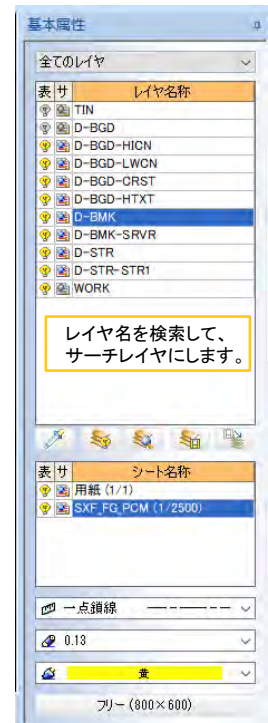 基本属性
全てのレイヤ
表 サ レイヤ名称
TIN
D-BGD
D-BGD-HICN
D-BGD-LWCN
D-BGD-CRST
D-BGD-HTXT
D-BMK
D-BMK-SRVR
D-STR
D-STR-STR1
WORK
レイヤ名を検索して、
サーチレイヤにします。
表 サ シート名称
用紙 (1/1)
SXF_FG_PCM (1/2500)
一点鎖線
0.13
黄
フリー (800×600)